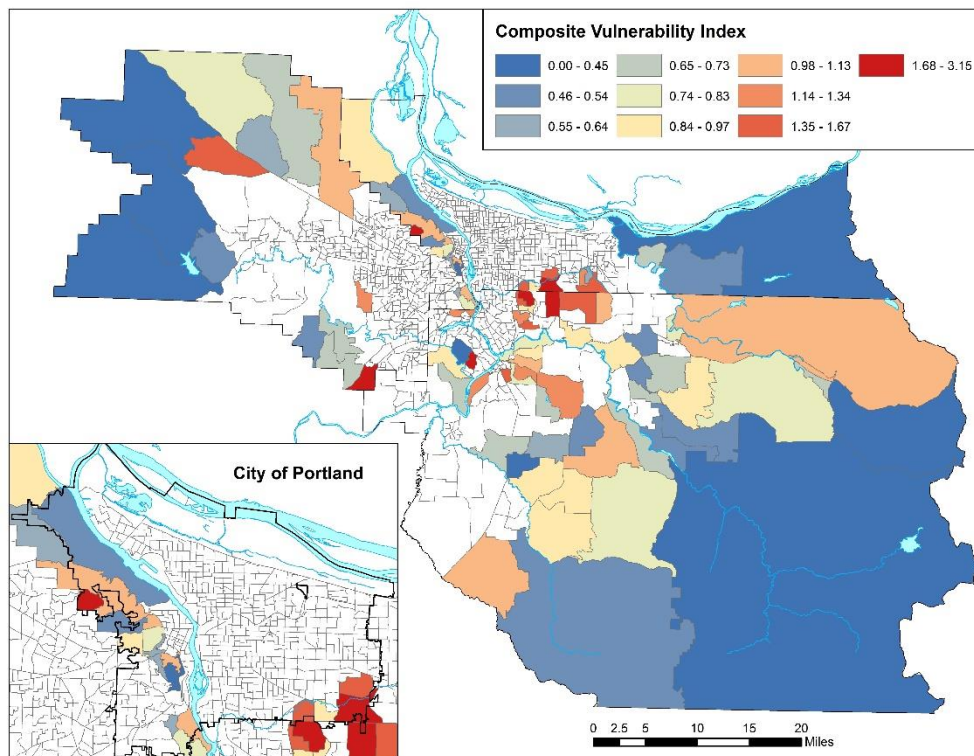 Composite Vulnerability Index
0.00 - 0.45
0.65 - 0.73
0.98 - 1.13
1.68 - 3.15
0.46 - 0.54
0.74 - 0.83
1.14 - 1.34
0.55 - 0.64
0.84 - 0.97
1.35 - 1.67
City of Portland
0 2.5 5 10 15 20
Miles